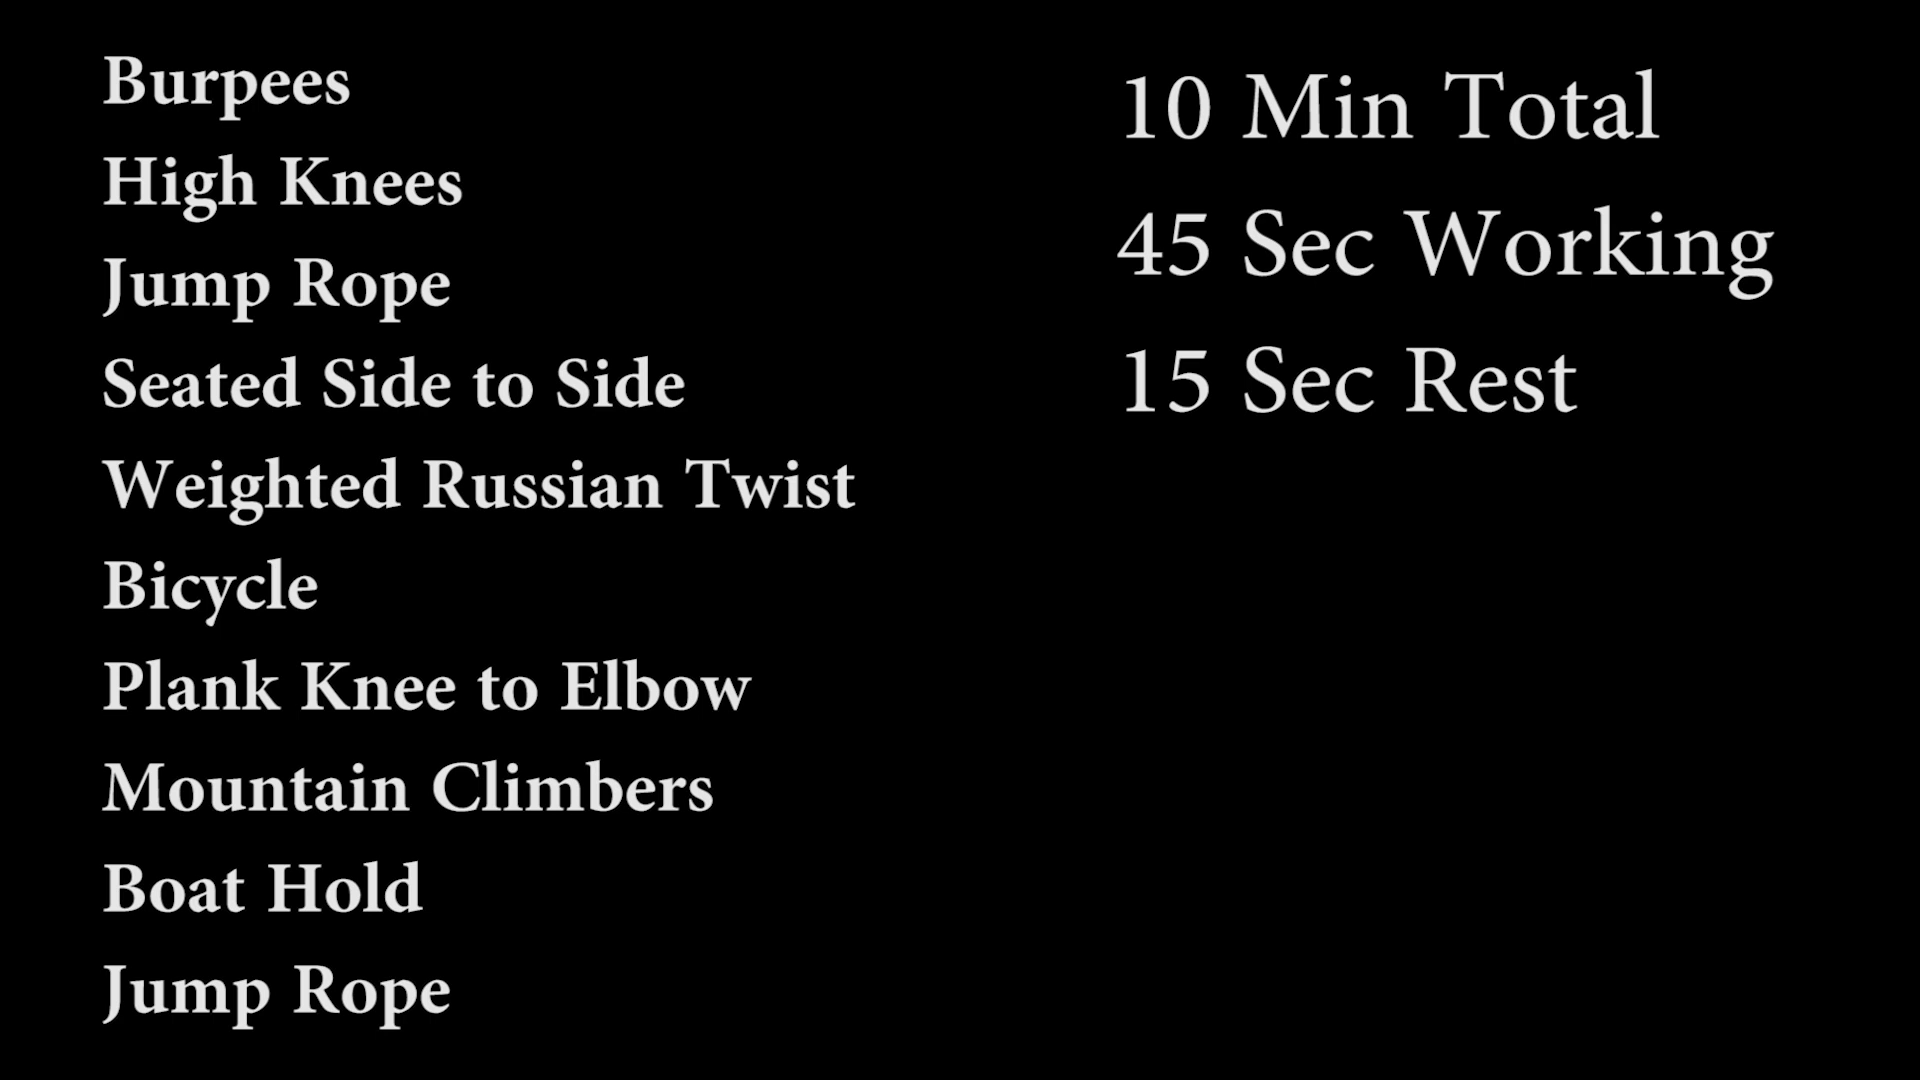 Burpees
High Knees
Jump Rope
Seated Side to Side
Weighted Russian Twist
Bicycle
Plank Knee to Elbow
Mountain Climbers
Boat Hold
Jump Rope
10 Min Total
45 Sec Working
15 Sec Rest